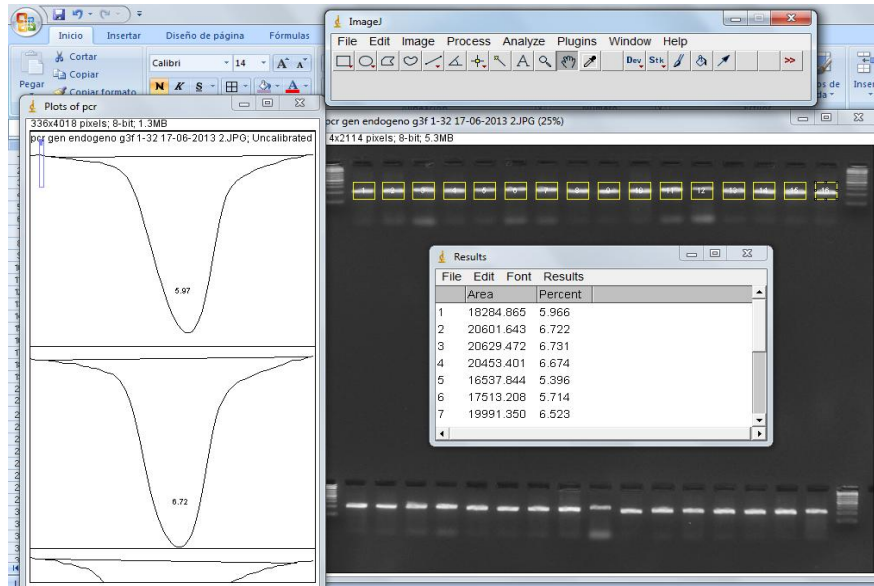 Inicio Insertar Diseño de página Fórmulas
Cortar
Copiar
Copiar formato
Pegar
Calibri 14 A A
N K S A
ImageJ
File Edit Image Process Analyze Plugins Window Help
A Dev Stk >>
Inser
Plots of pcr
336x4018 pixels; 8-bit; 1.3MB
pcr gen endogeno g3f 1-32 17-06-2013 2.JPG; Uncalibrated
5.97
6.72
pcr gen endogeno g3f 1-32 17-06-2013 2.JPG (25%)
4x2114 pixels; 8-bit; 5.3MB
1 2 3 4 5 6 7 8 9 10 11 12 13 14 15 16
Results
File Edit Font Results
Area Percent
1 18284.865 5.966
2 20601.643 6.722
3 20629.472 6.731
4 20453.401 6.674
5 16537.844 5.396
6 17513.208 5.714
7 19991.350 6.523